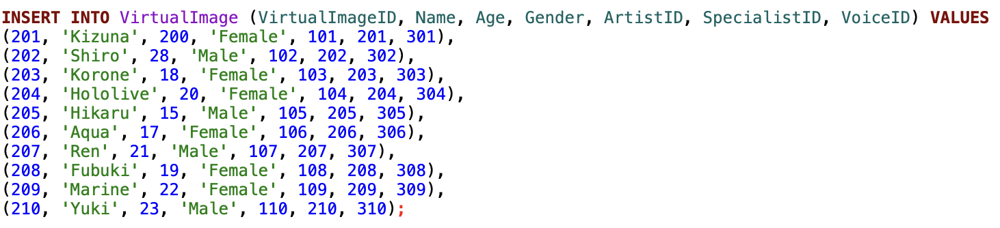 INSERT INTO VirtualImage (VirtualImageID, Name, Age, Gender, ArtistID, SpecialistID, VoiceID) VALUES
(201, 'Kizuna', 200, 'Female', 101, 201, 301),
(202, 'Shiro', 28, 'Male', 102, 202, 302),
(203, 'Korone', 18, 'Female', 103, 203, 303),
(204, 'Hololive', 20, 'Female', 104, 204, 304),
(205, 'Hikaru', 15, 'Male', 105, 205, 305),
(206, 'Aqua', 17, 'Female', 106, 206, 306),
(207, 'Ren', 21, 'Male', 107, 207, 307),
(208, 'Fubuki', 19, 'Female', 108, 208, 308),
(209, 'Marine', 22, 'Female', 109, 209, 309),
(210, 'Yuki', 23, 'Male', 110, 210, 310);